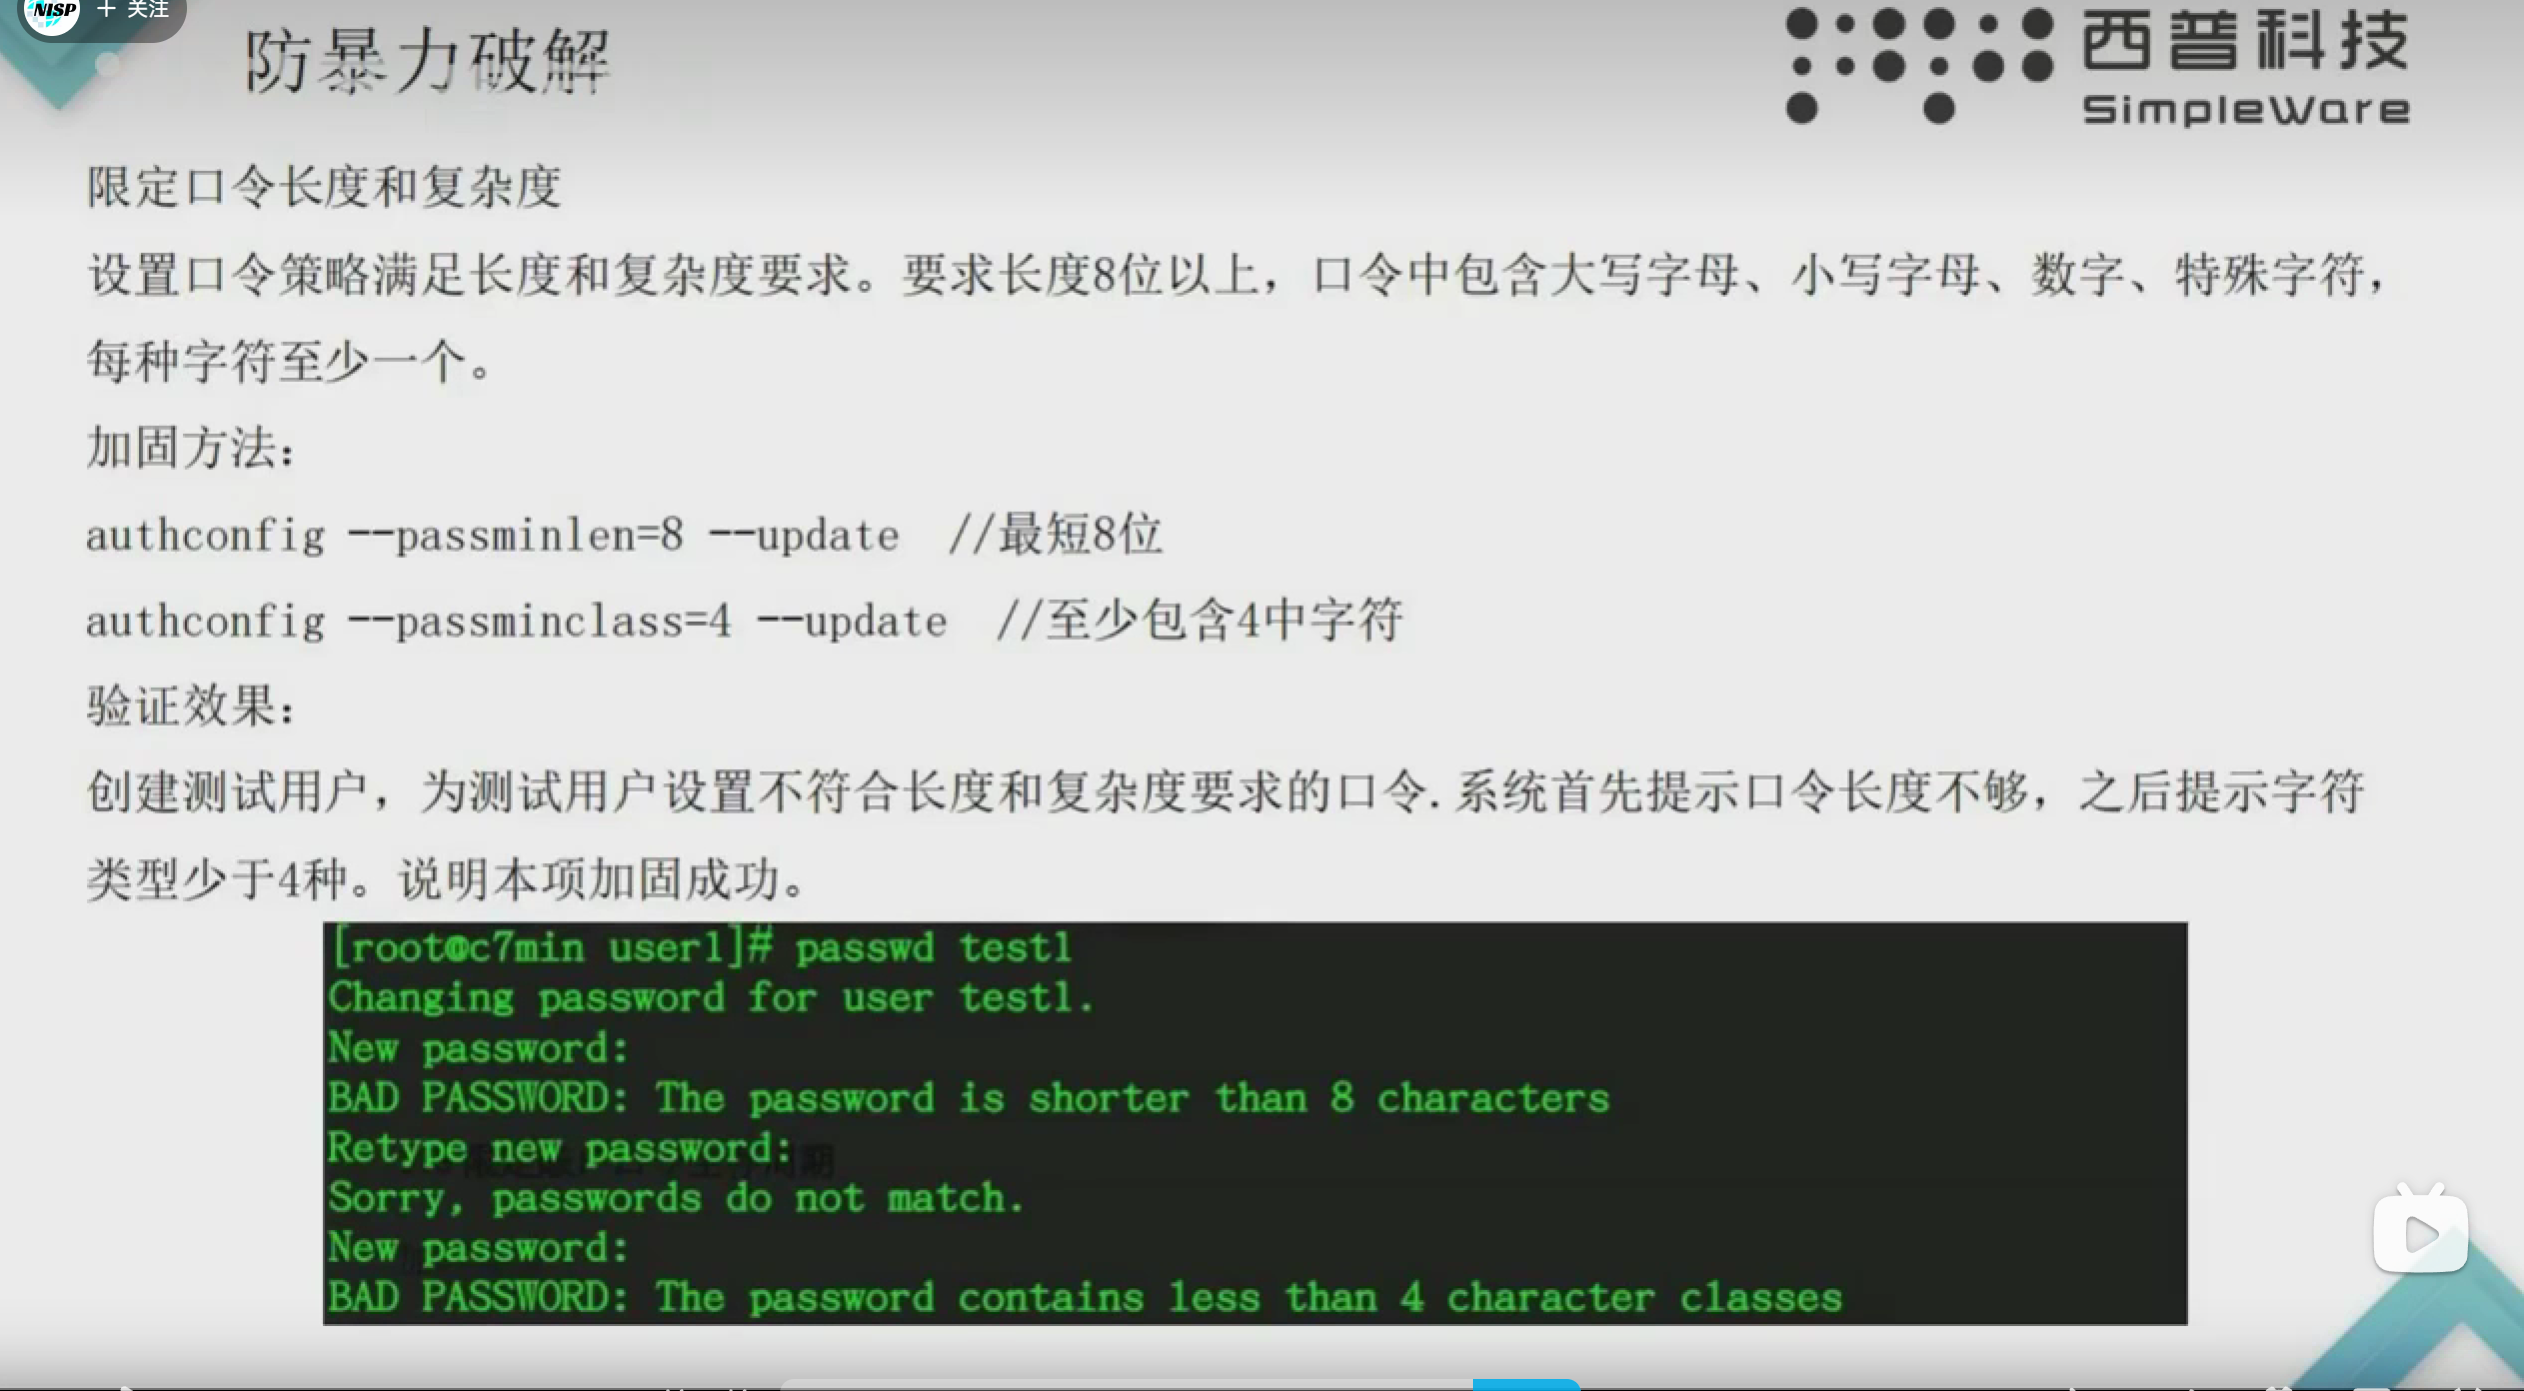 NISP + 关注
防暴力破解
西普科技
SimpleWare
限定口令长度和复杂度
设置口令策略满足长度和复杂度要求。要求长度8位以上，口令中包含大写字母、小写字母、数字、特殊字符，
每种字符至少一个。
加固方法：
authconfig --passminlen=8 --update //最短8位
authconfig --passminclass=4 --update //至少包含4中字符
验证效果：
创建测试用户，为测试用户设置不符合长度和复杂度要求的口令.系统首先提示口令长度不够，之后提示字符
类型少于4种。说明本项加固成功。
[root@c7min user1]# passwd test1
Changing password for user test1.
New password:
BAD PASSWORD: The password is shorter than 8 characters
Retype new password:
Sorry, passwords do not match.
New password:
BAD PASSWORD: The password contains less than 4 character classes